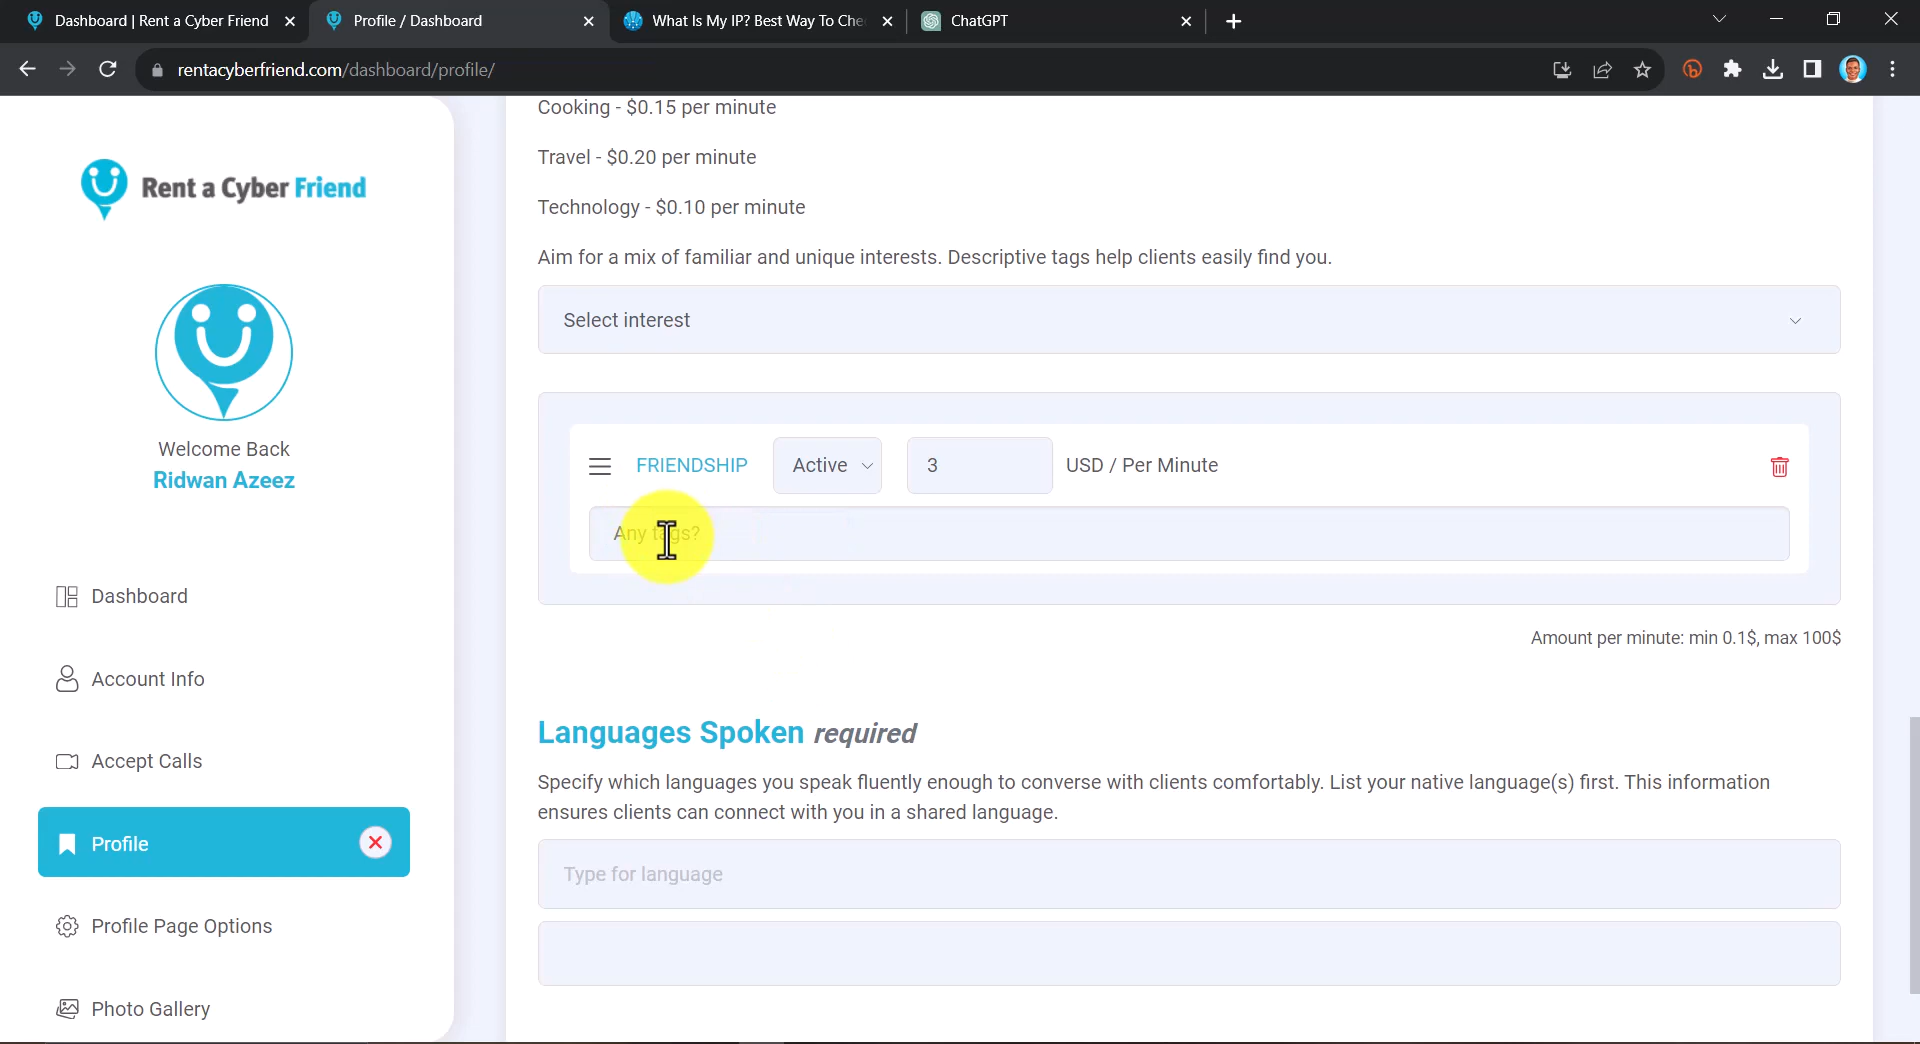 Dashboard | Rent a Cyber Friend
Profile / Dashboard
What Is My IP? Best Way To Che
ChatGPT
rentacyberfriend.com/dashboard/profile/
Rent a Cyber Friend
Welcome Back
Ridwan Azeez
Dashboard
Account Info
Accept Calls
Profile
Profile Page Options
Photo Gallery
Cooking - $0.15 per minute
Travel - $0.20 per minute
Technology - $0.10 per minute
Aim for a mix of familiar and unique interests. Descriptive tags help clients easily find you.
Select interest
FRIENDSHIP Active 3 USD / Per Minute
Any tags?
Amount per minute: min 0.1$, max 100$
Languages Spoken required
Specify which languages you speak fluently enough to converse with clients comfortably. List your native language(s) first. This information
ensures clients can connect with you in a shared language.
Type for language